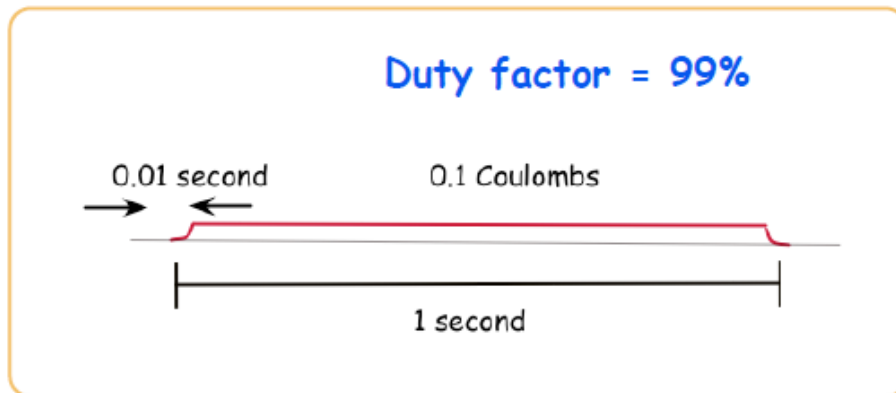 Duty factor = 99%
0.01 second
0.1 Coulombs
1 second